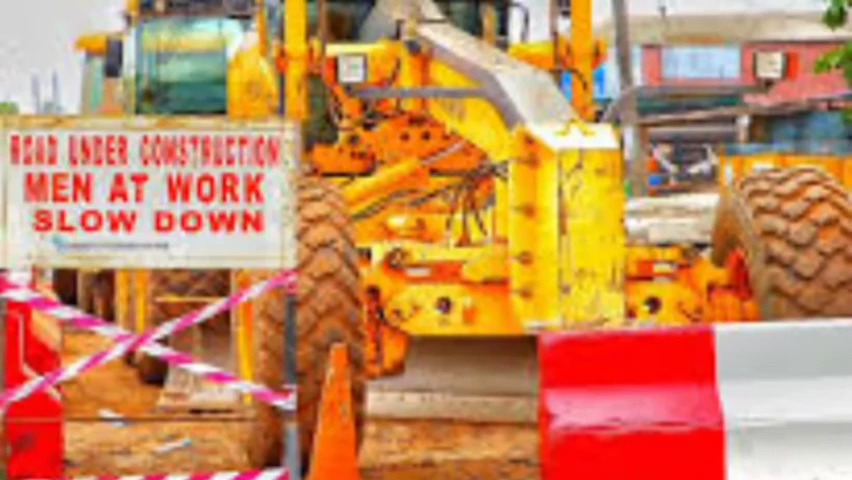 ROAD UNDER CONSTRUCTION
MEN AT WORK
SLOW DOWN